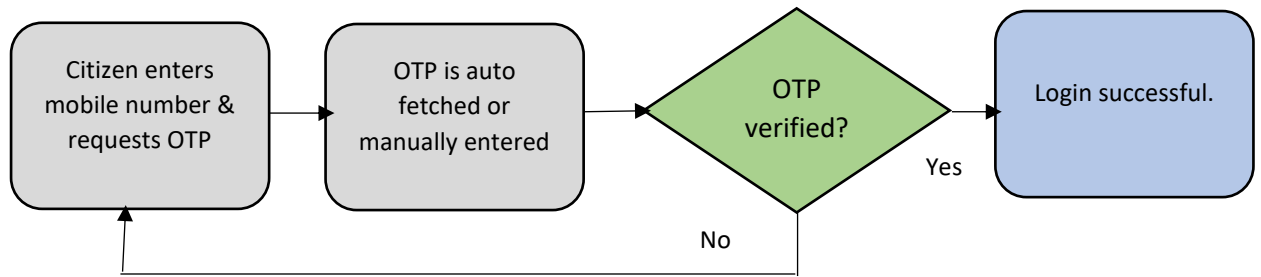 Citizen enters
mobile number &
requests OTP
OTP is auto
fetched or
manually entered
OTP
verified?
Login successful.
Yes
No